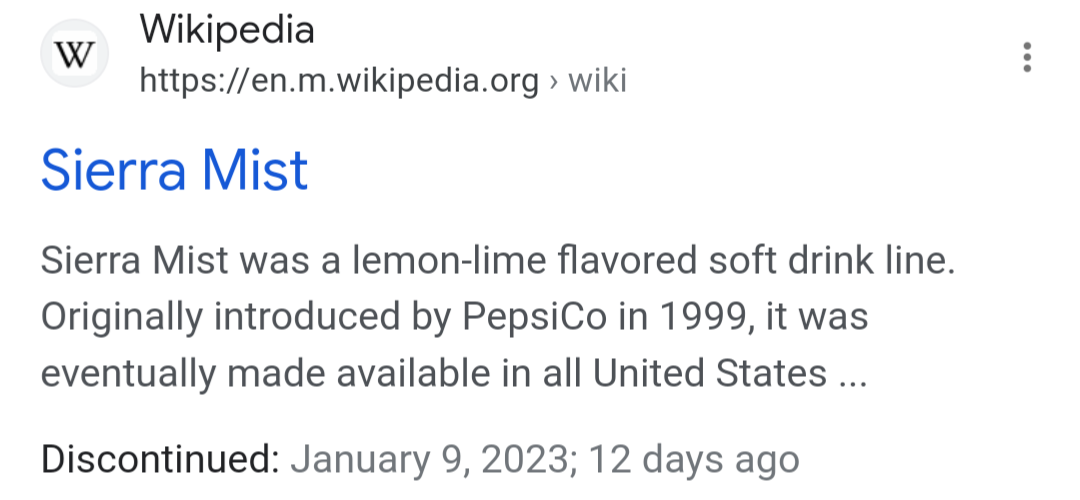 W
Wikipedia
https://en.m.wikipedia.org › wiki
Sierra Mist
Sierra Mist was a lemon-lime flavored soft drink line.
Originally introduced by PepsiCo in 1999, it was
eventually made available in all United States ...
Discontinued: January 9, 2023; 12 days ago